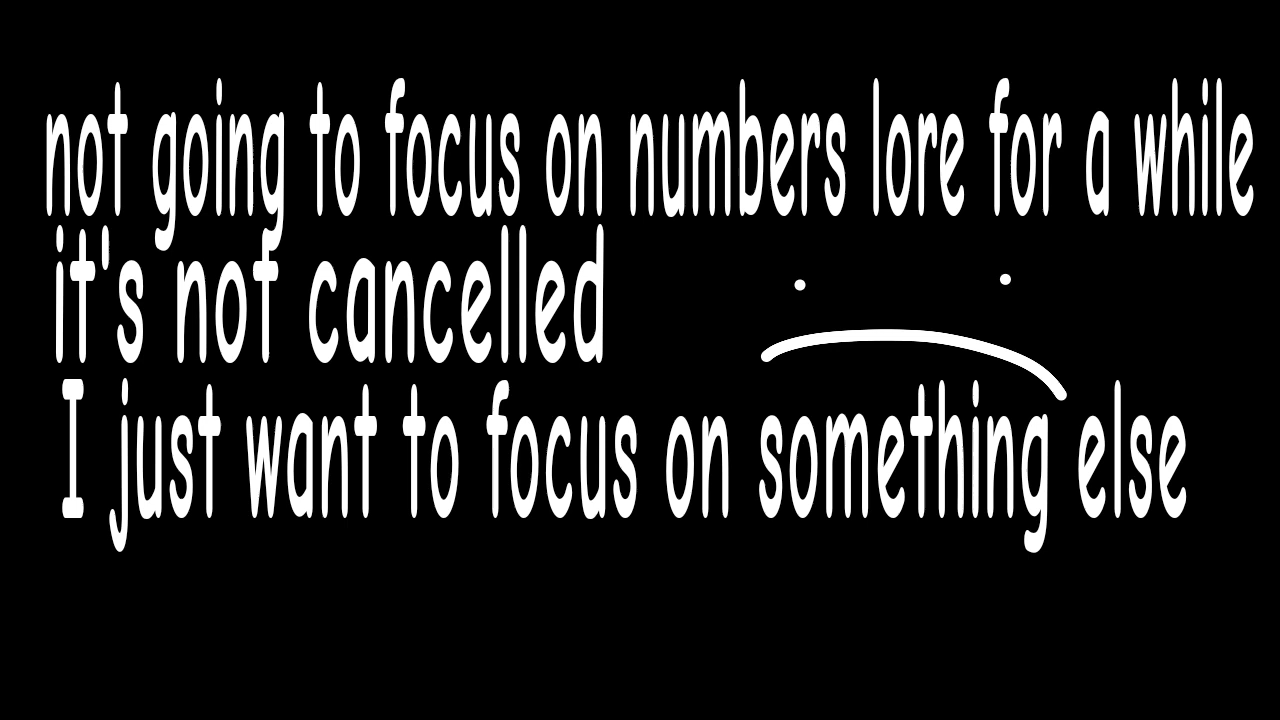 not going to focus on numbers lore for a while
it's not cancelled
I just want to focus on something else